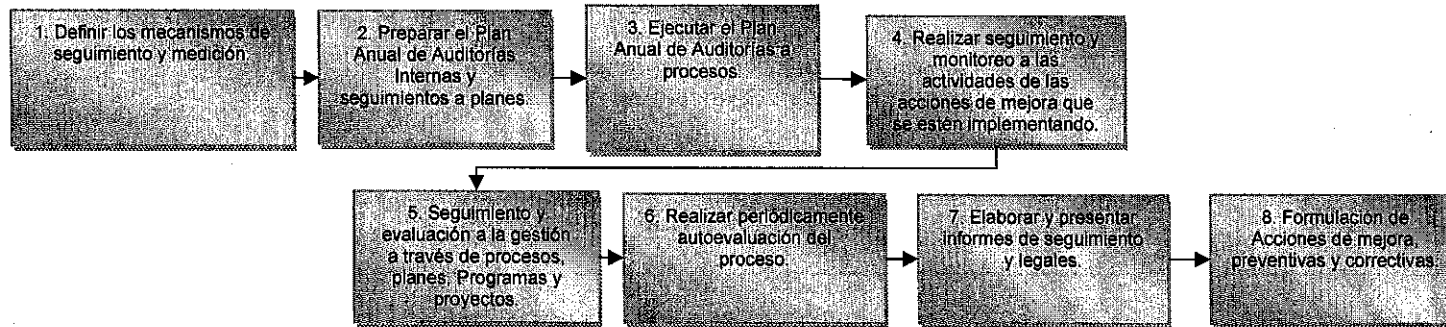 1. Definir los mecanismos de
seguimiento y medición.
2. Preparar el Plan
Anual de Auditorías
Internas y
seguimientos a planes.
3. Ejecutar el Plan
Anual de Auditorías a
procesos.
4. Realizar seguimiento y
monitoreo a las
actividades de las
acciones de mejora que
se estén implementando.
5. Seguimiento y
evaluación a la gestión
a través de procesos,
planes, Programas y
proyectos.
6. Realizar periódicamente
autoevaluación del
proceso.
7. Elaborar y presentar
Informes de seguimiento
y legales.
8. Formulación de
Acciones de mejora,
preventivas y correctivas.